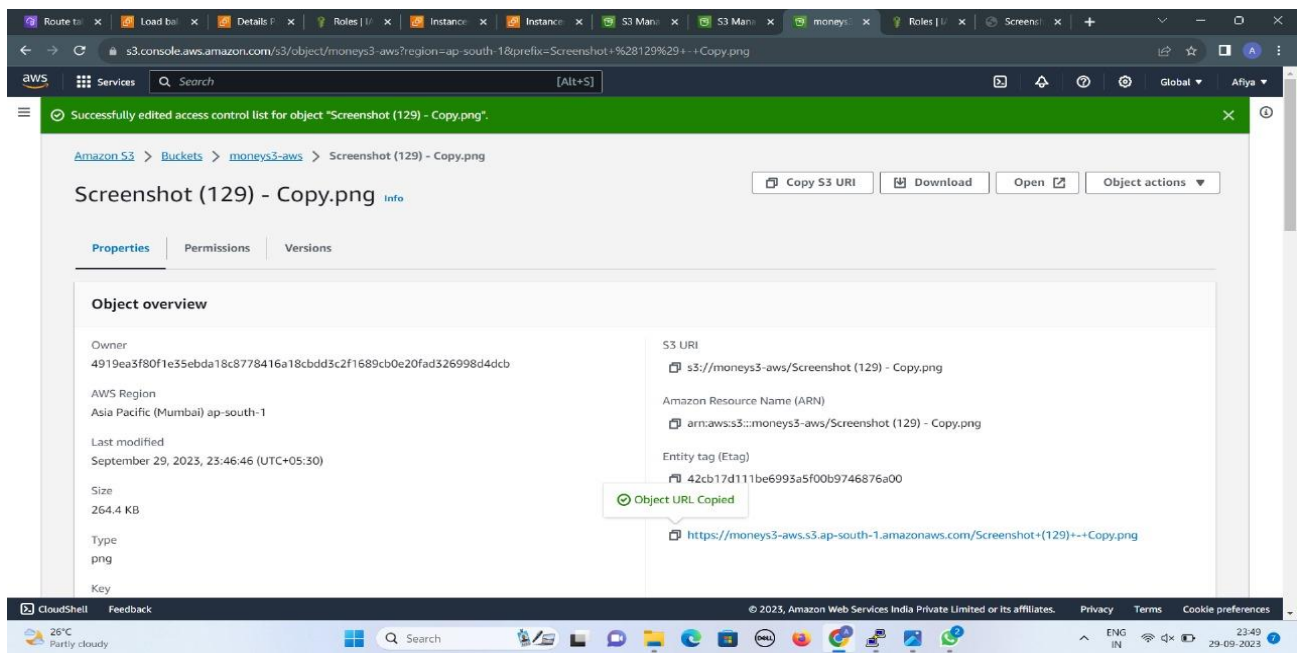 Route ta Load bal Details P Roles | I Instance Instance S3 Mana S3 Mana moneys3 Roles | I Screensh
s3.console.aws.amazon.com/s3/object/moneys3-aws?region=ap-south-1&prefix=Screenshot+%28129%29+-+Copy.png
aws Services Search [Alt+S] Global Afiya
Successfully edited access control list for object "Screenshot (129) - Copy.png".
Amazon S3 > Buckets > moneys3-aws > Screenshot (129) - Copy.png
Copy S3 URI Download Open Object actions
Screenshot (129) - Copy.png Info
Properties Permissions Versions
Object overview
Owner
4919ea3f80f1e35ebda18c8778416a18cbdd3c2f1689cb0e20fad326998d4dcb
AWS Region
Asia Pacific (Mumbai) ap-south-1
Last modified
September 29, 2023, 23:46:46 (UTC+05:30)
Size
264.4 KB
Type
png
Key
S3 URI
s3://moneys3-aws/Screenshot (129) - Copy.png
Amazon Resource Name (ARN)
arn:aws:s3:::moneys3-aws/Screenshot (129) - Copy.png
Entity tag (Etag)
42cb17d111be6993a5f00b9746876a00
Object URL Copied
https://moneys3-aws.s3.ap-south-1.amazonaws.com/Screenshot+(129)+-+Copy.png
CloudShell Feedback © 2023, Amazon Web Services India Private Limited or its affiliates. Privacy Terms Cookie preferences
26°C
Partly cloudy
Search
DELL
ENG
IN
23:49
29-09-2023